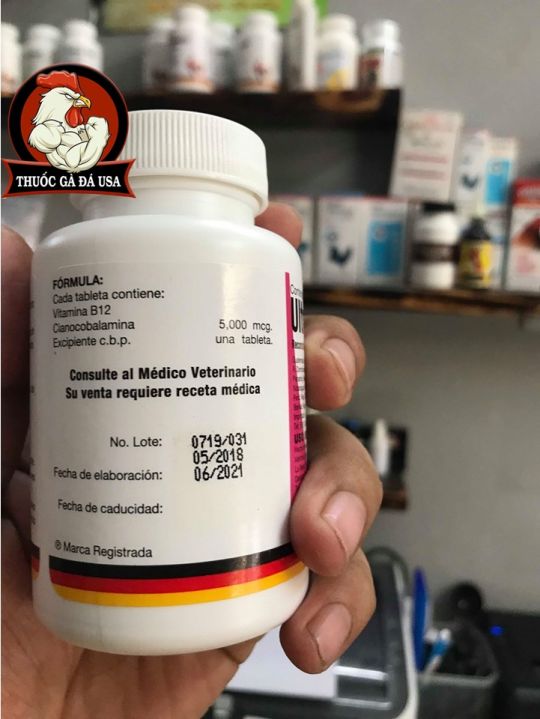 THUỐC GÀ ĐÁ USA
FÓRMULA:
Cada tableta contiene:
Vitamina B12
Cianocobalamina 5,000 mcg.
Excipiente c.b.p. una tableta.
Consulte al Médico Veterinario
Su venta requiere receta médica
No. Lote: 0719/031
05/2018
Fecha de elaboración: 06/2021
Fecha de caducidad:
® Marca Registrada